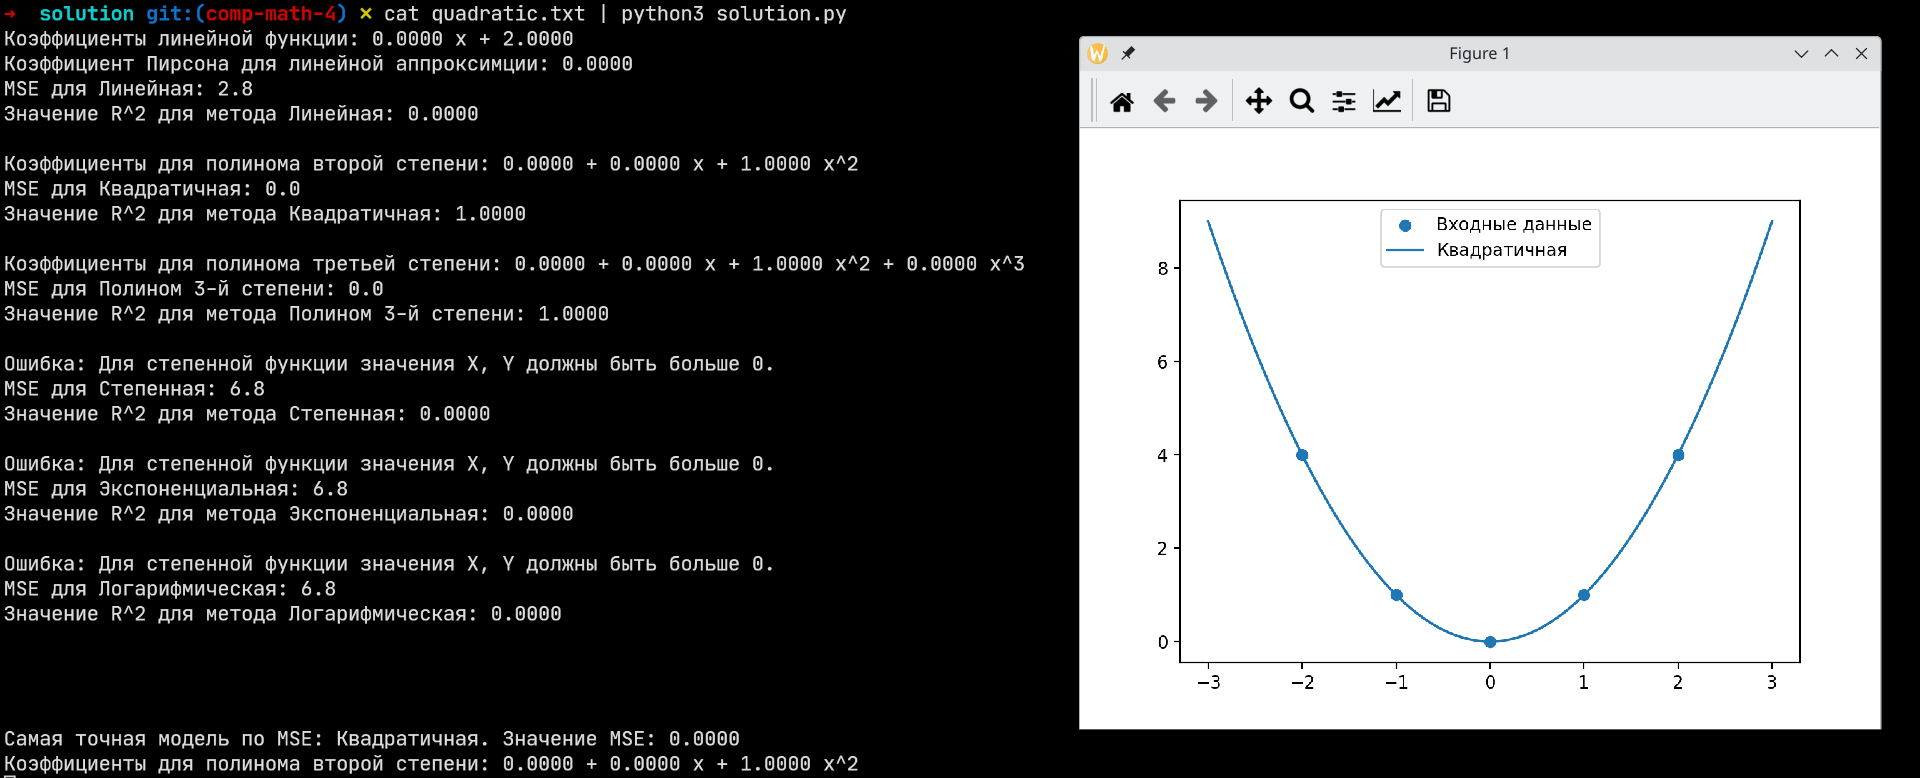 ➜  solution git:(comp-math-4) × cat quadratic.txt | python3 solution.py
Коэффициенты линейной функции: 0.0000 x + 2.0000
Коэффициент Пирсона для линейной аппроксимции: 0.0000
MSE для Линейная: 2.8
Значение R^2 для метода Линейная: 0.0000
Коэффициенты для полинома второй степени: 0.0000 + 0.0000 x + 1.0000 x^2
MSE для Квадратичная: 0.0
Значение R^2 для метода Квадратичная: 1.0000
Коэффициенты для полинома третьей степени: 0.0000 + 0.0000 x + 1.0000 x^2 + 0.0000 x^3
MSE для Полином 3-й степени: 0.0
Значение R^2 для метода Полином 3-й степени: 1.0000
Ошибка: Для степенной функции значения X, Y должны быть больше 0.
MSE для Степенная: 6.8
Значение R^2 для метода Степенная: 0.0000
Ошибка: Для степенной функции значения X, Y должны быть больше 0.
MSE для Экспоненциальная: 6.8
Значение R^2 для метода Экспоненциальная: 0.0000
Ошибка: Для степенной функции значения X, Y должны быть больше 0.
MSE для Логарифмическая: 6.8
Значение R^2 для метода Логарифмическая: 0.0000
Самая точная модель по MSE: Квадратичная. Значение MSE: 0.0000
Коэффициенты для полинома второй степени: 0.0000 + 0.0000 x + 1.0000 x^2
W
Figure 1
Входные данные
Квадратичная
8
6
4
2
0
−3 −2 −1 0 1 2 3